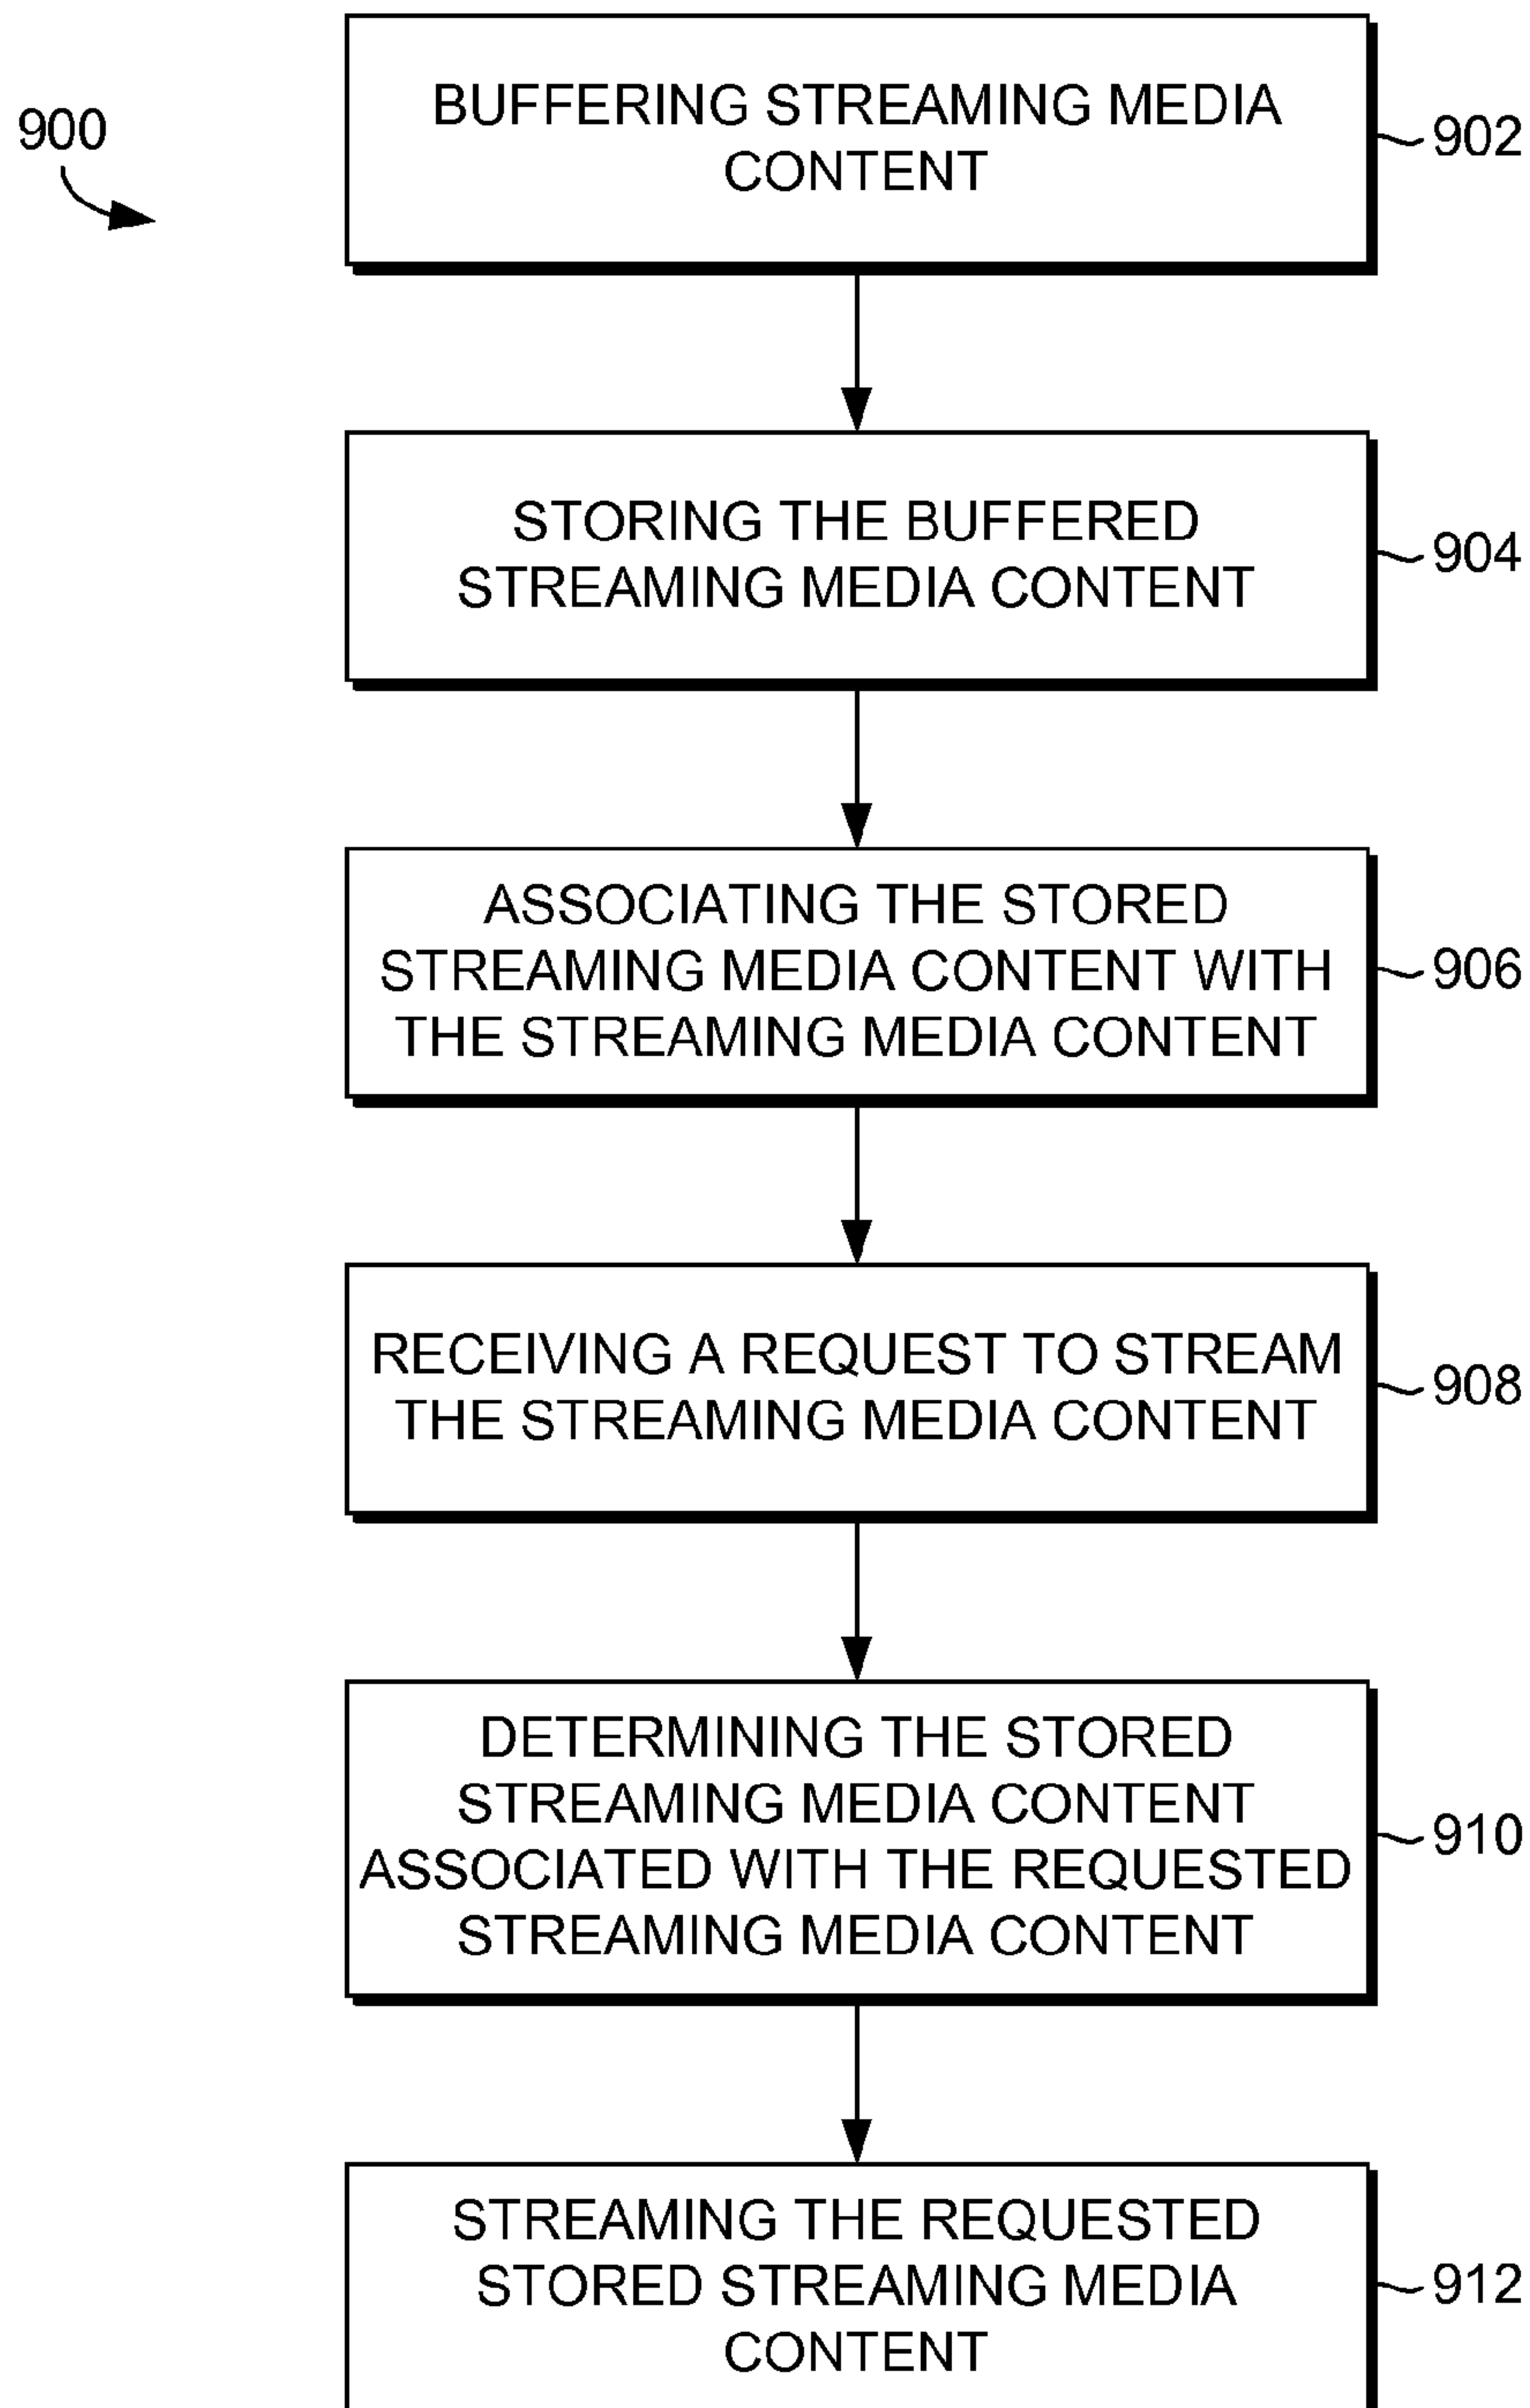 900
BUFFERING STREAMING MEDIA
CONTENT
902
STORING THE BUFFERED
STREAMING MEDIA CONTENT
904
ASSOCIATING THE STORED
STREAMING MEDIA CONTENT WITH
THE STREAMING MEDIA CONTENT
906
RECEIVING A REQUEST TO STREAM
THE STREAMING MEDIA CONTENT
908
DETERMINING THE STORED
STREAMING MEDIA CONTENT
ASSOCIATED WITH THE REQUESTED
STREAMING MEDIA CONTENT
910
STREAMING THE REQUESTED
STORED STREAMING MEDIA
CONTENT
912